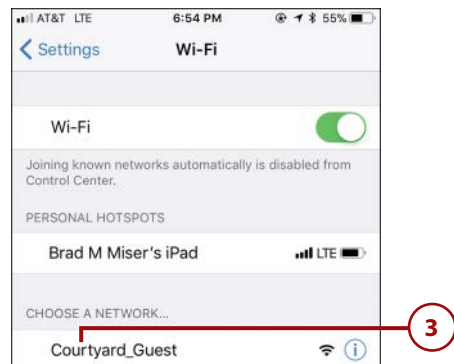 AT&T LTE 6:54 PM 55%
Settings Wi-Fi
Wi-Fi
Joining known networks automatically is disabled from
Control Center.
PERSONAL HOTSPOTS
Brad M Miser's iPad LTE
CHOOSE A NETWORK...
3
Courtyard_Guest